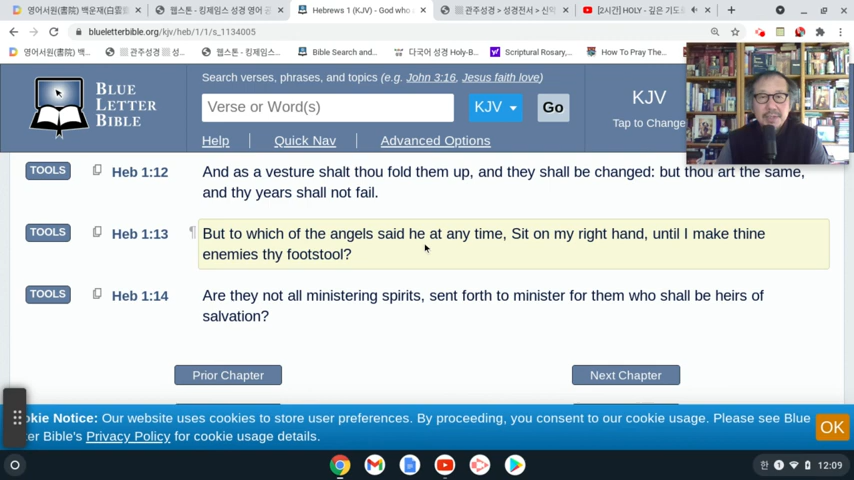 영어서원(書院) 백운재(白雲
웹스톤 - 킹제임스 성경 영어 공
Hebrews 1 (KJV) - God who
관주성경 > 성경전서 > 신약
[2시간] HOLY - 깊은 기도
blueletterbible.org/kjv/heb/1/1/s_1134005
영어서원(書院) 백...
관주성경 > 성...
웹스톤 - 킹제임스...
Bible Search and...
다국어 성경 Holy-B...
Scriptural Rosary,...
How To Pray The...
BLUE
LETTER
BIBLE
Search verses, phrases, and topics (e.g. John 3:16, Jesus faith love)
Verse or Word(s)
KJV
Go
Help
Quick Nav
Advanced Options
KJV
Tap to Change
TOOLS
Heb 1:12
And as a vesture shalt thou fold them up, and they shall be changed: but thou art the same,
and thy years shall not fail.
TOOLS
Heb 1:13
¶
But to which of the angels said he at any time, Sit on my right hand, until I make thine
enemies thy footstool?
TOOLS
Heb 1:14
Are they not all ministering spirits, sent forth to minister for them who shall be heirs of
salvation?
Prior Chapter
Next Chapter
okie Notice: Our website uses cookies to store user preferences. By proceeding, you consent to our cookie usage. Please see Blue
er Bible's Privacy Policy for cookie usage details.
OK
한
1
12:09